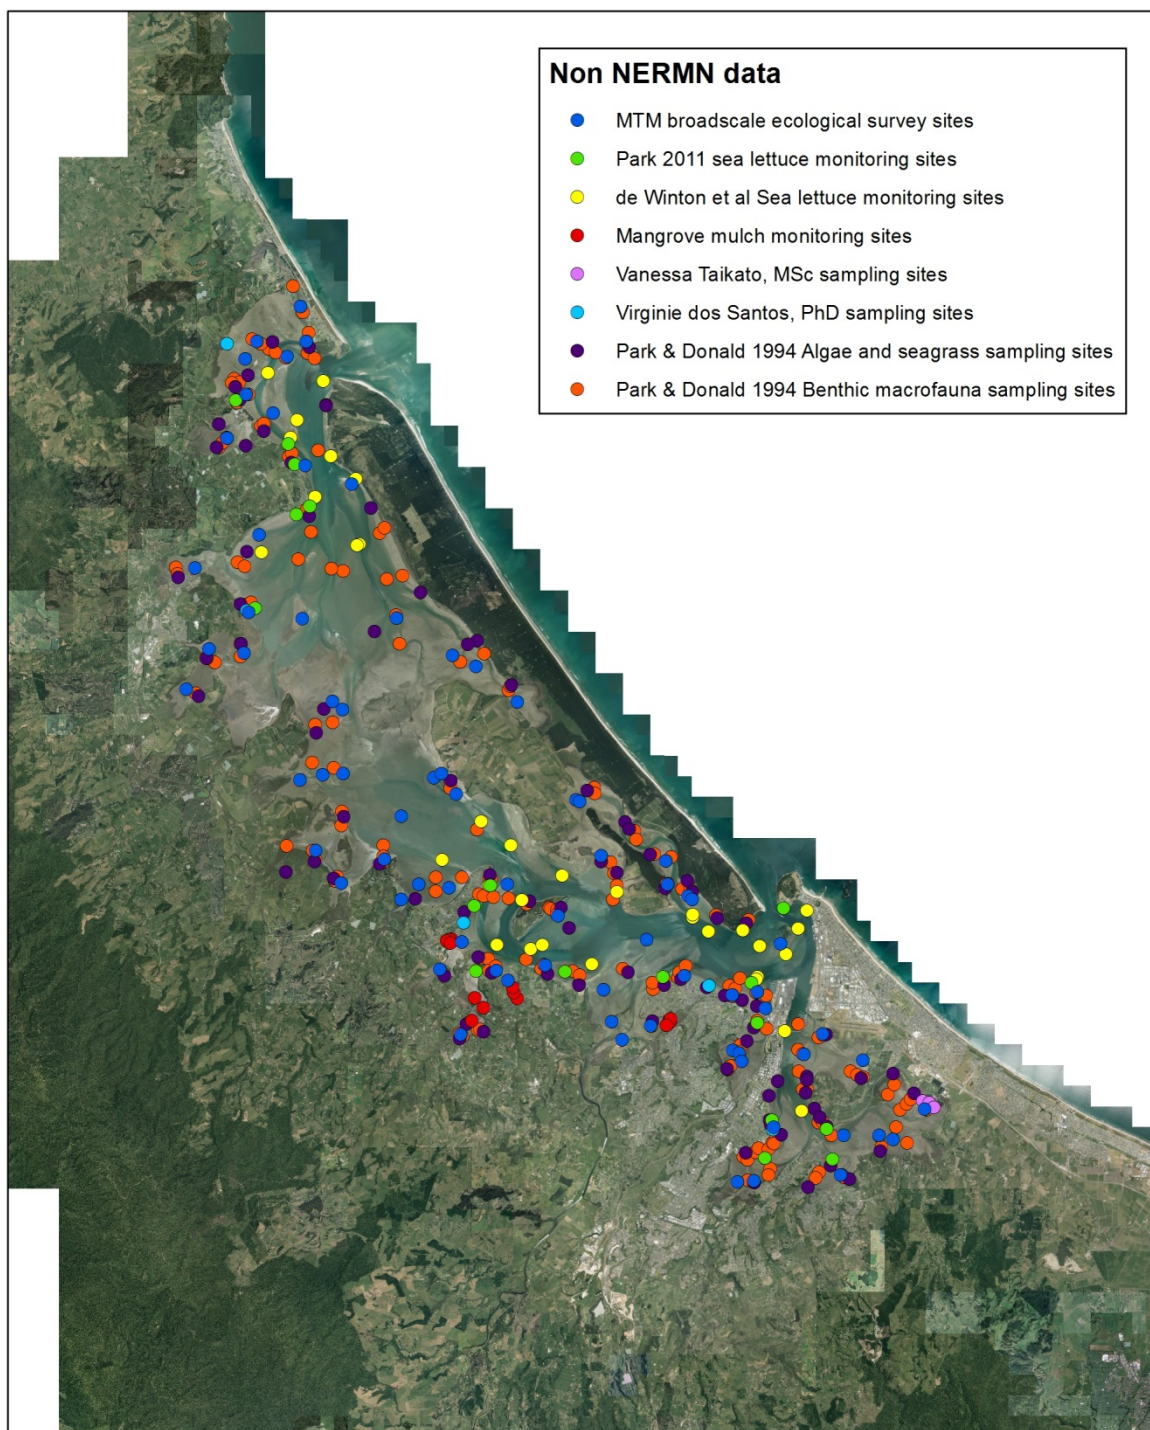 Non NERMN data
MTM broadscale ecological survey sites
Park 2011 sea lettuce monitoring sites
de Winton et al Sea lettuce monitoring sites
Mangrove mulch monitoring sites
Vanessa Taikato, MSc sampling sites
Virginie dos Santos, PhD sampling sites
Park & Donald 1994 Algae and seagrass sampling sites
Park & Donald 1994 Benthic macrofauna sampling sites